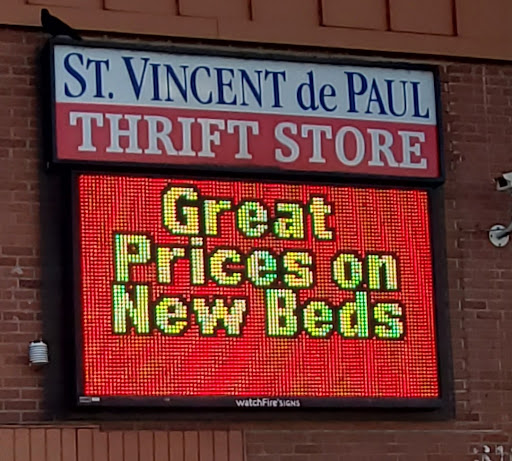 ST. VINCENT de PAUL
THRIFT STORE
Great
Prices on
New Beds
watchFire SIGNS